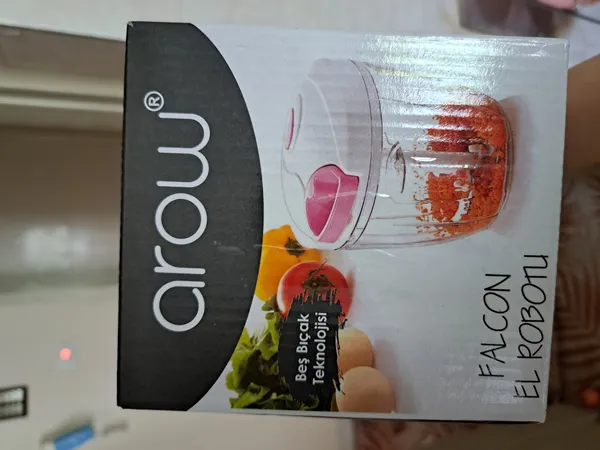 arow®
Beş Bıçak
Teknolojisi
FALCON
EL ROBOTU